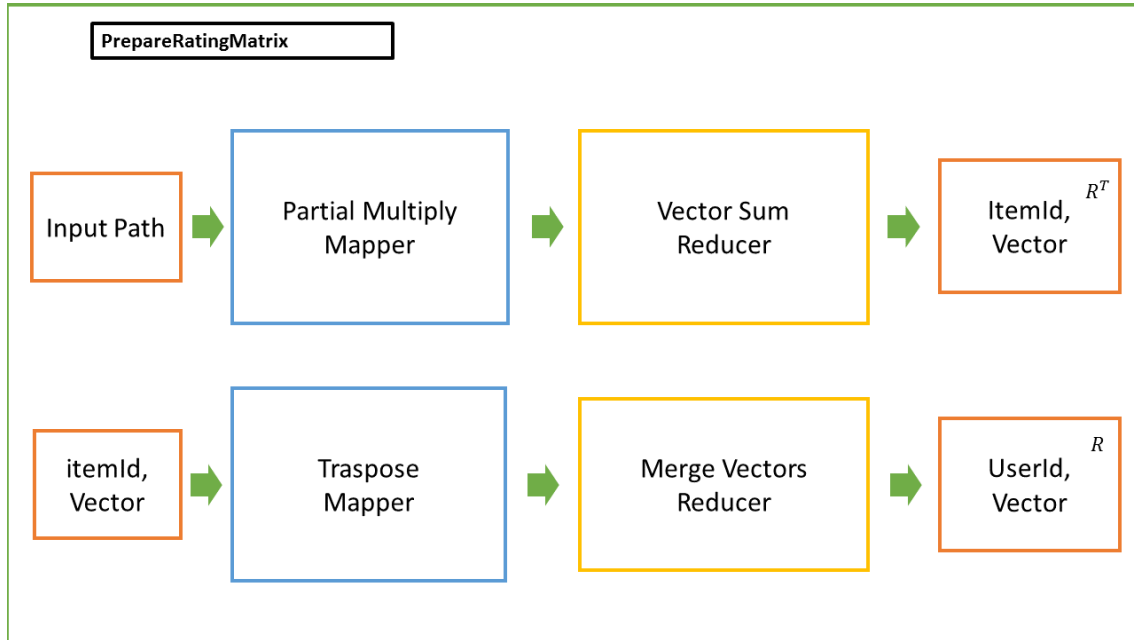 PrepareRatingMatrix
Input Path
Partial Multiply
Mapper
Vector Sum
Reducer
R^T
ItemId,
Vector
itemId,
Vector
Traspose
Mapper
Merge Vectors
Reducer
R
UserId,
Vector